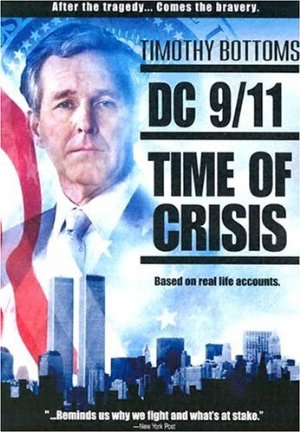 After the tragedy... Comes the bravery.
TIMOTHY BOTTOMS
DC 9/11
TIME OF
CRISIS
Based on real life accounts.
"...Reminds us why we fight and what's at stake."
—New York Post